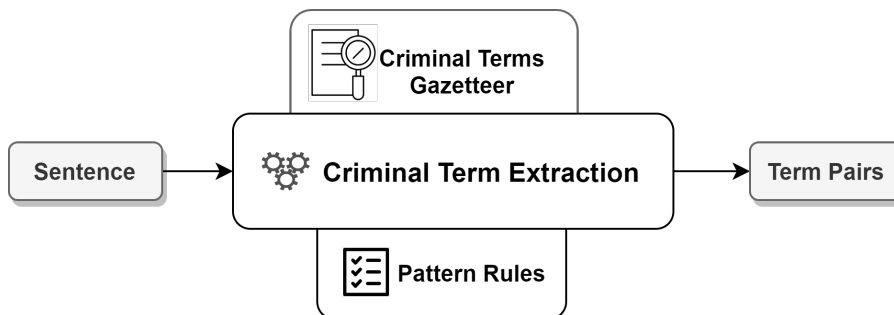 Criminal Terms
Gazetteer
Sentence
Criminal Term Extraction
Term Pairs
Pattern Rules